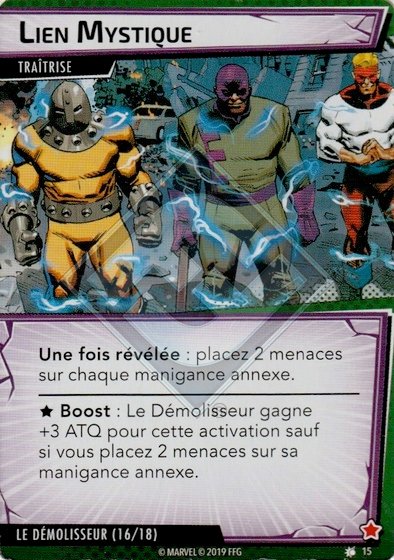 Lien Mystique
TRAÎTRISE
Une fois révélée : placez 2 menaces
sur chaque manigance annexe.
★ Boost : Le Démolisseur gagne
+3 ATQ pour cette activation sauf
si vous placez 2 menaces sur sa
manigance annexe.
LE DÉMOLISSEUR (16/18)
© MARVEL © 2019 FFG
15